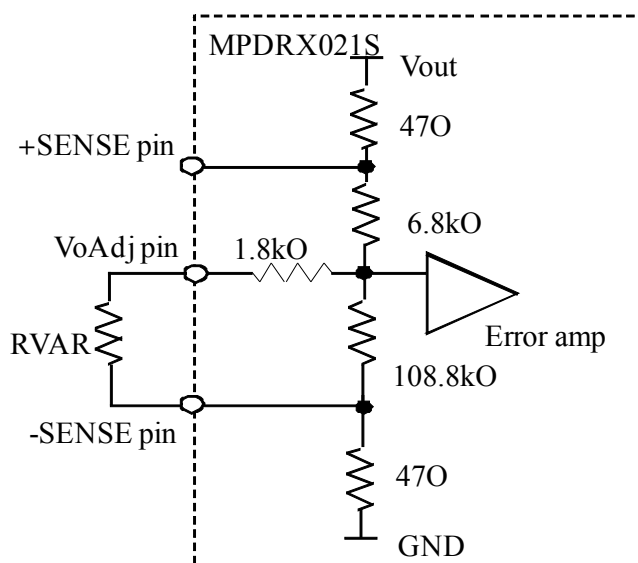 MPDRX021S
Vout
47O
+SENSE pin
6.8kO
VoAdj pin
1.8kO
RVAR
Error amp
108.8kO
-SENSE pin
47O
GND